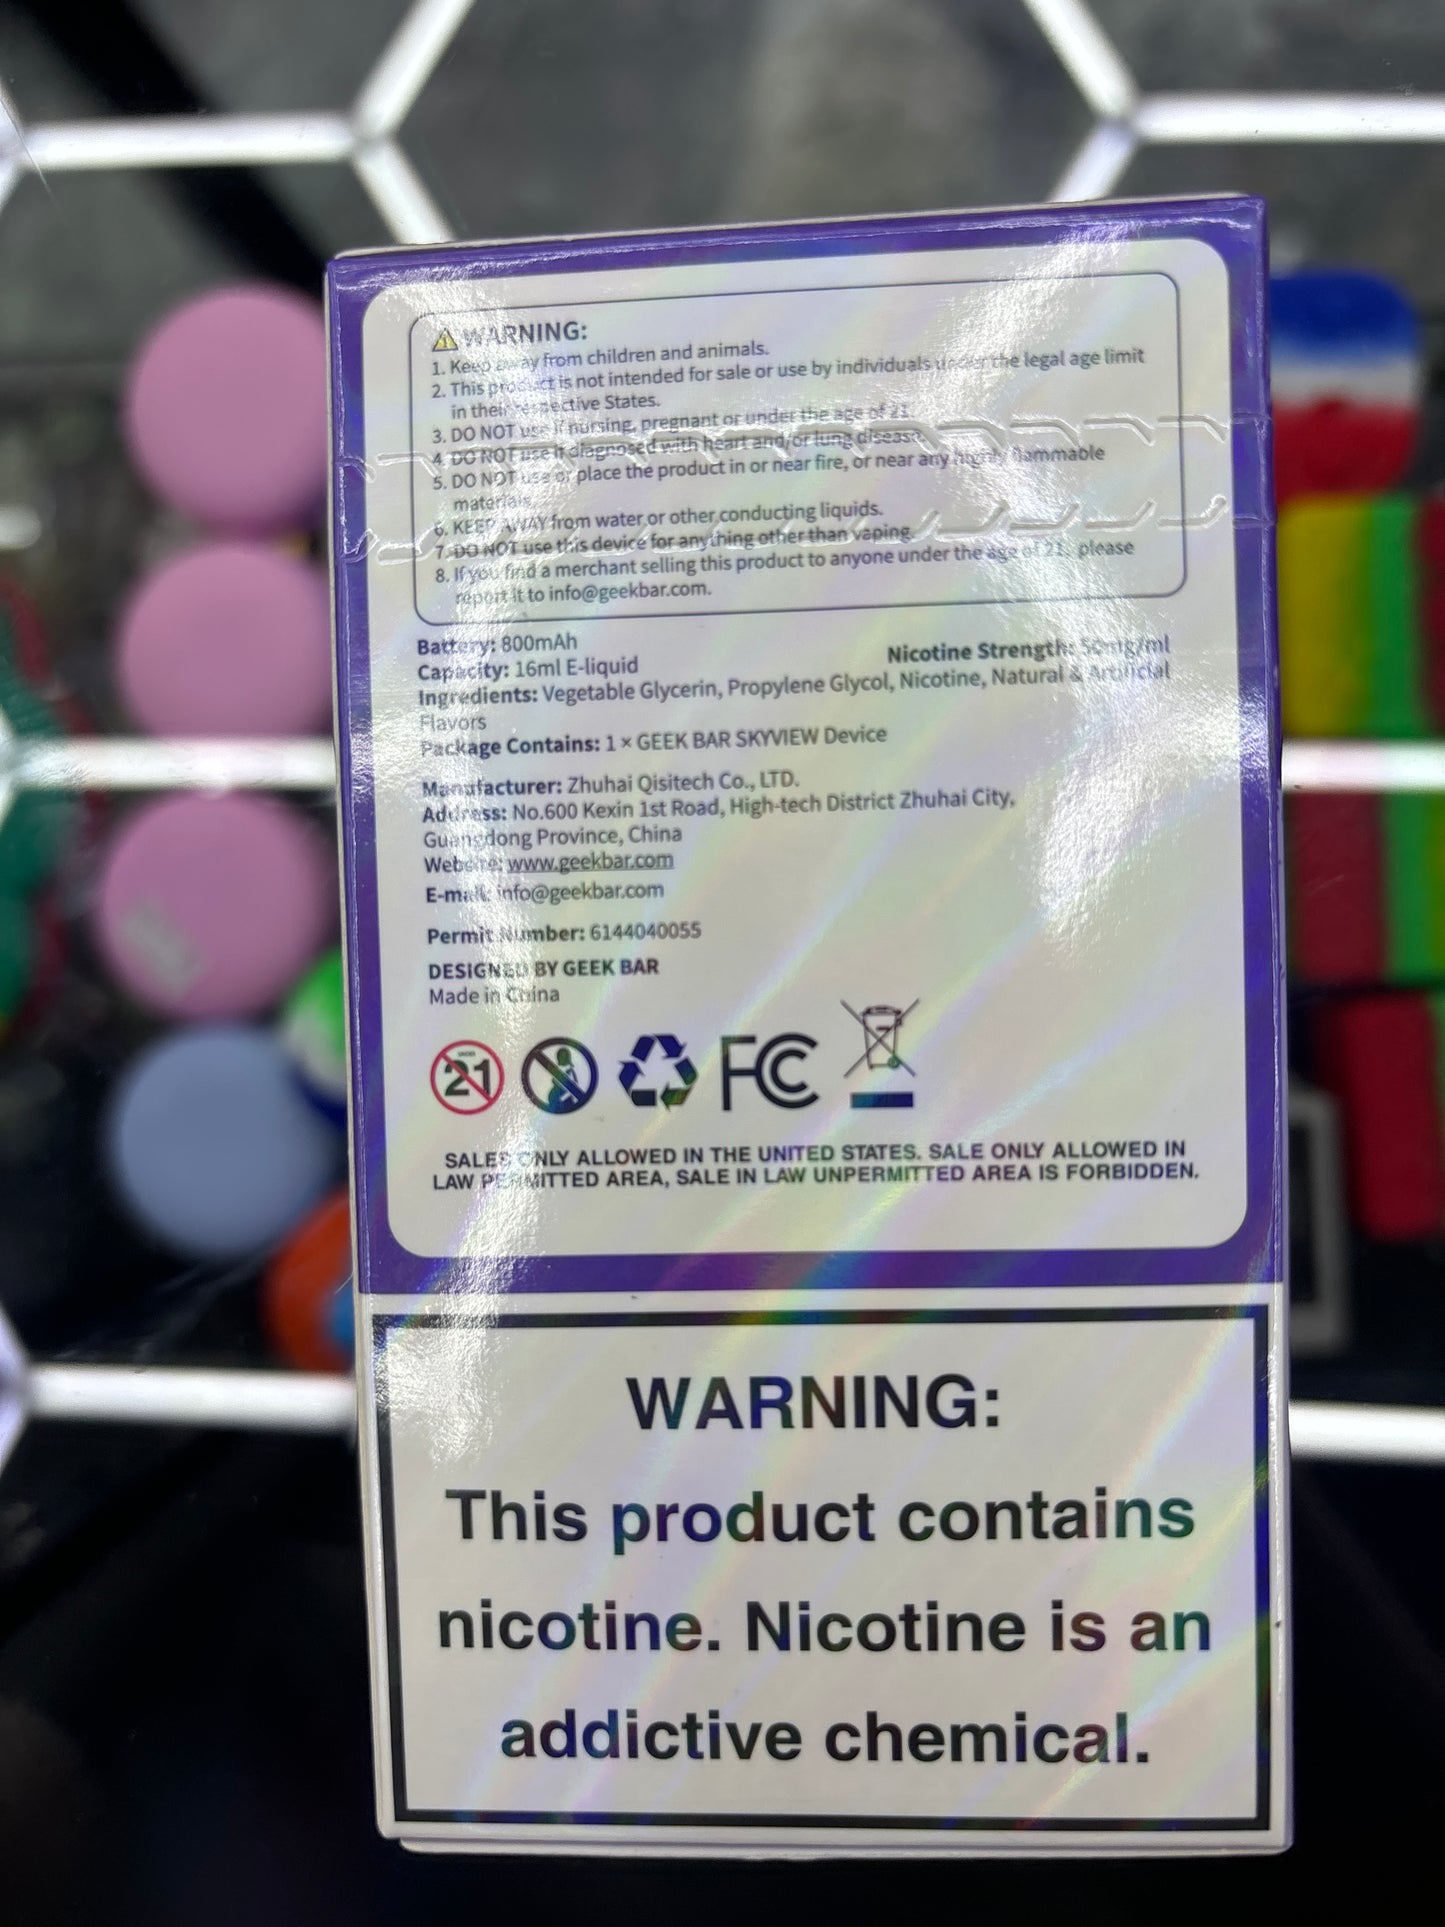 WARNING:
1. Keep away from children and animals.
2. This product is not intended for sale or use by individuals under the legal age limit
in their respective States.
3. DO NOT use if nursing, pregnant or under the age of 21.
4. DO NOT use if diagnosed with heart and/or lung disease.
5. DO NOT use or place the product in or near fire, or near any highly flammable
materials.
6. KEEP AWAY from water or other conducting liquids.
7. DO NOT use this device for anything other than vaping.
8. If you find a merchant selling this product to anyone under the age of 21, please
report it to info@geekbar.com.
Battery: 800mAh
Capacity: 16ml E-liquid Nicotine Strength: 50mg/ml
Ingredients: Vegetable Glycerin, Propylene Glycol, Nicotine, Natural & Artificial
Flavors
Package Contains: 1 × GEEK BAR SKYVIEW Device
Manufacturer: Zhuhai Qisitech Co., LTD.
Address: No.600 Kexin 1st Road, High-tech District Zhuhai City,
Guangdong Province, China
Website: www.geekbar.com
E-mail: info@geekbar.com
Permit Number: 6144040055
DESIGNED BY GEEK BAR
Made in China
UNDER
21
FC
SALES ONLY ALLOWED IN THE UNITED STATES. SALE ONLY ALLOWED IN
LAW PERMITTED AREA, SALE IN LAW UNPERMITTED AREA IS FORBIDDEN.
WARNING:
This product contains
nicotine. Nicotine is an
addictive chemical.